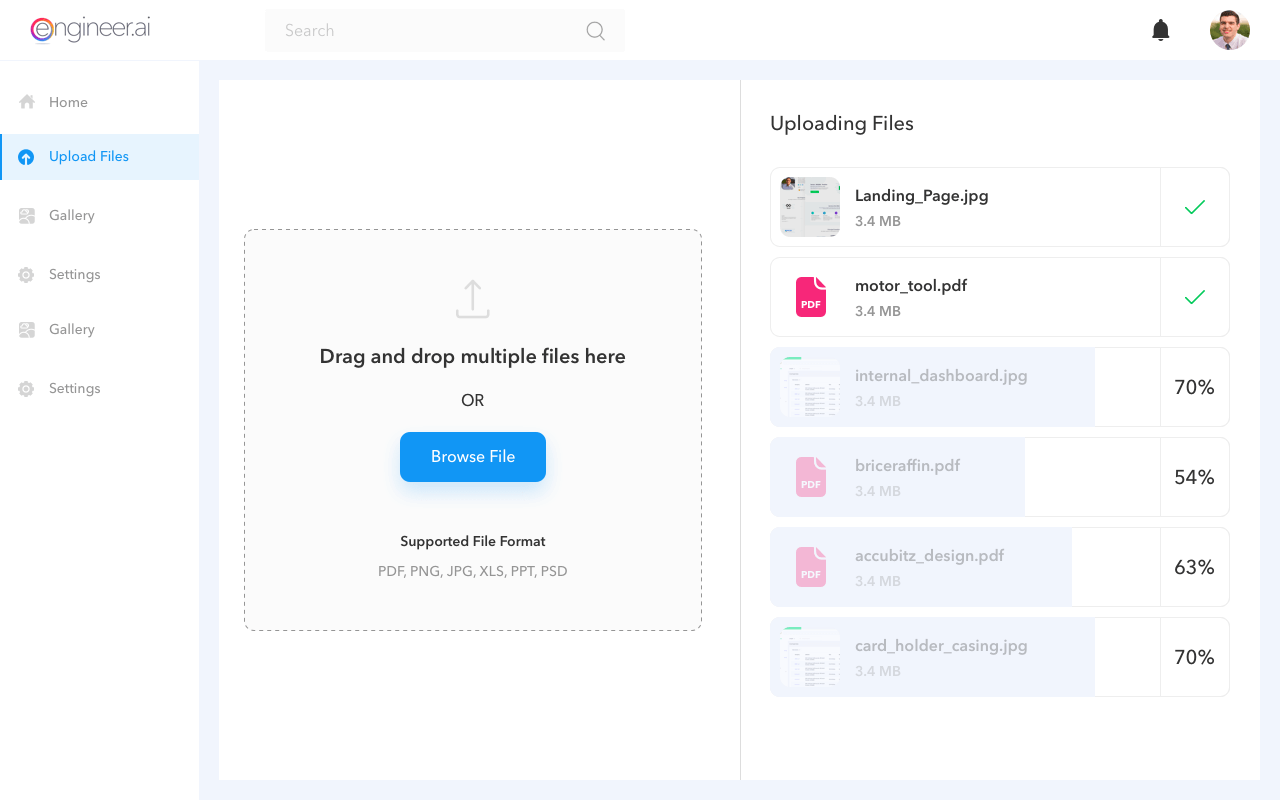 engineer.ai
Search
Home
Upload Files
Gallery
Settings
Gallery
Settings
Drag and drop multiple files here
OR
Browse File
Supported File Format
PDF, PNG, JPG, XLS, PPT, PSD
Uploading Files
Landing_Page.jpg
3.4 MB
PDF
motor_tool.pdf
3.4 MB
internal_dashboard.jpg
3.4 MB
70%
PDF
briceraffin.pdf
3.4 MB
54%
PDF
accubitz_design.pdf
3.4 MB
63%
card_holder_casing.jpg
3.4 MB
70%